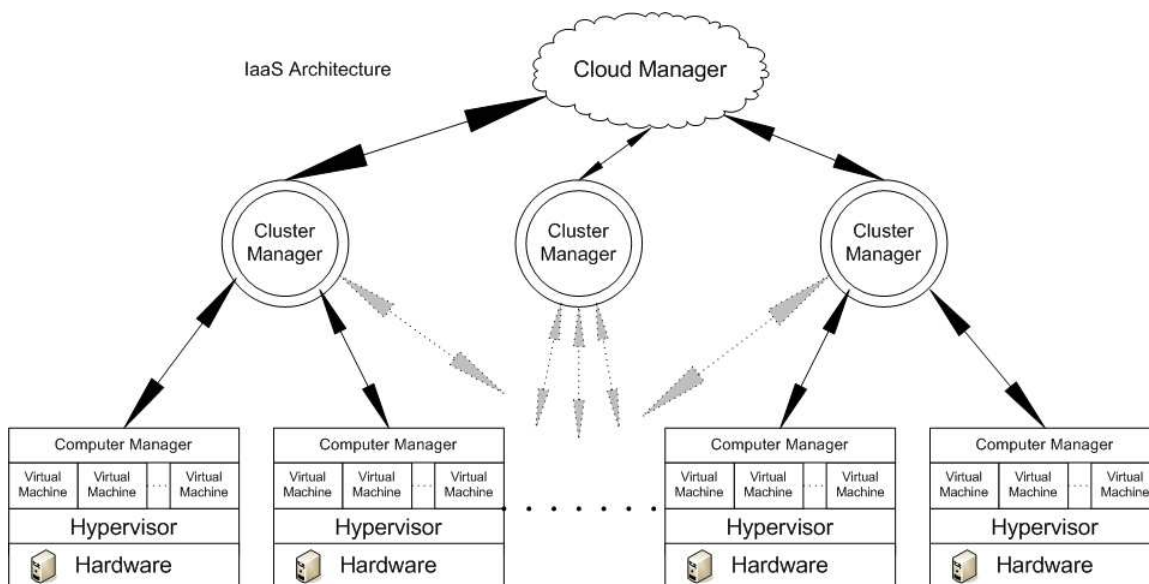 IaaS Architecture
Cloud Manager
Cluster
Manager
Cluster
Manager
Cluster
Manager
Computer Manager
Virtual
Machine
Virtual
Machine
Virtual
Machine
Hypervisor
Hardware
Computer Manager
Virtual
Machine
Virtual
Machine
Virtual
Machine
Hypervisor
Hardware
Computer Manager
Virtual
Machine
Virtual
Machine
Virtual
Machine
Hypervisor
Hardware
Computer Manager
Virtual
Machine
Virtual
Machine
Virtual
Machine
Hypervisor
Hardware